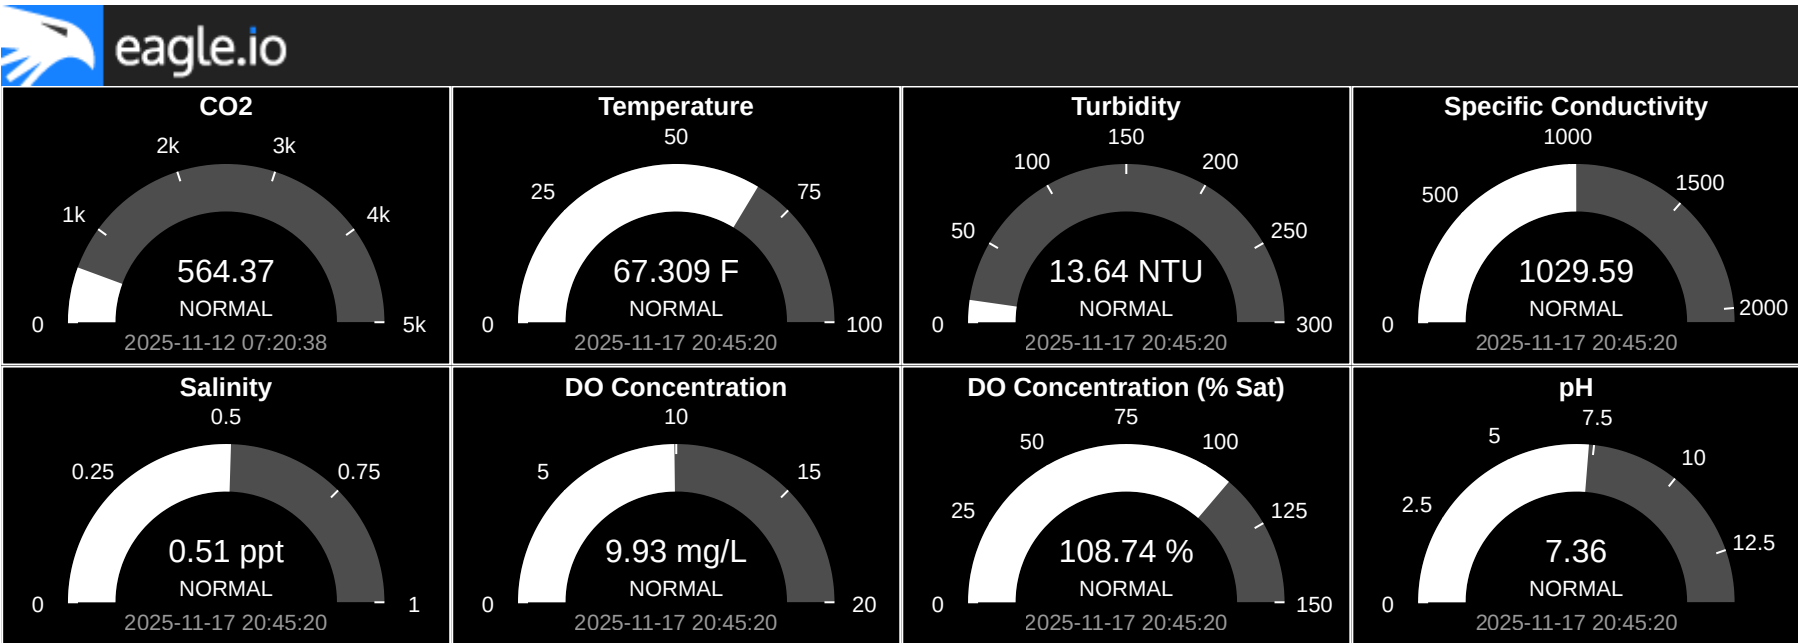 eagle.io
CO2
0
1k
2k
3k
4k
5k
564.37
NORMAL
2025-11-12 07:20:38
Temperature
0
25
50
75
100
67.309 F
NORMAL
2025-11-17 20:45:20
Turbidity
0
50
100
150
200
250
300
13.64 NTU
NORMAL
2025-11-17 20:45:20
Specific Conductivity
0
500
1000
1500
2000
1029.59
NORMAL
2025-11-17 20:45:20
Salinity
0
0.25
0.5
0.75
1
0.51 ppt
NORMAL
2025-11-17 20:45:20
DO Concentration
0
5
10
15
20
9.93 mg/L
NORMAL
2025-11-17 20:45:20
DO Concentration (% Sat)
0
25
50
75
100
125
150
108.74 %
NORMAL
2025-11-17 20:45:20
pH
0
2.5
5
7.5
10
12.5
7.36
NORMAL
2025-11-17 20:45:20